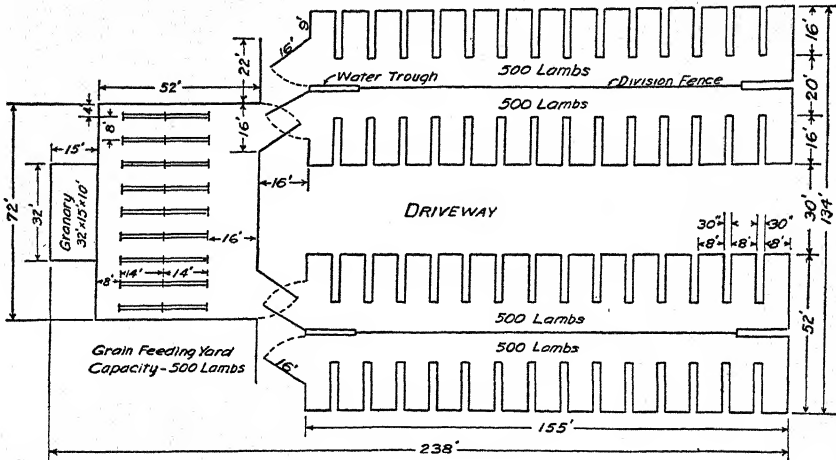 16'
9'
22'
Water Trough
500 Lambs
Division Fence
500 Lambs
16'
20'
16'
30'
134'
52'
4'
8'
16'
15'
72'
32'
Granary
32'x15'x10'
16'
16'
DRIVEWAY
30"
30"
8'
8'
8'
14'
14'
8'
500 Lambs
500 Lambs
52'
Grain Feeding Yard
Capacity-500 Lambs
16'
155'
238'